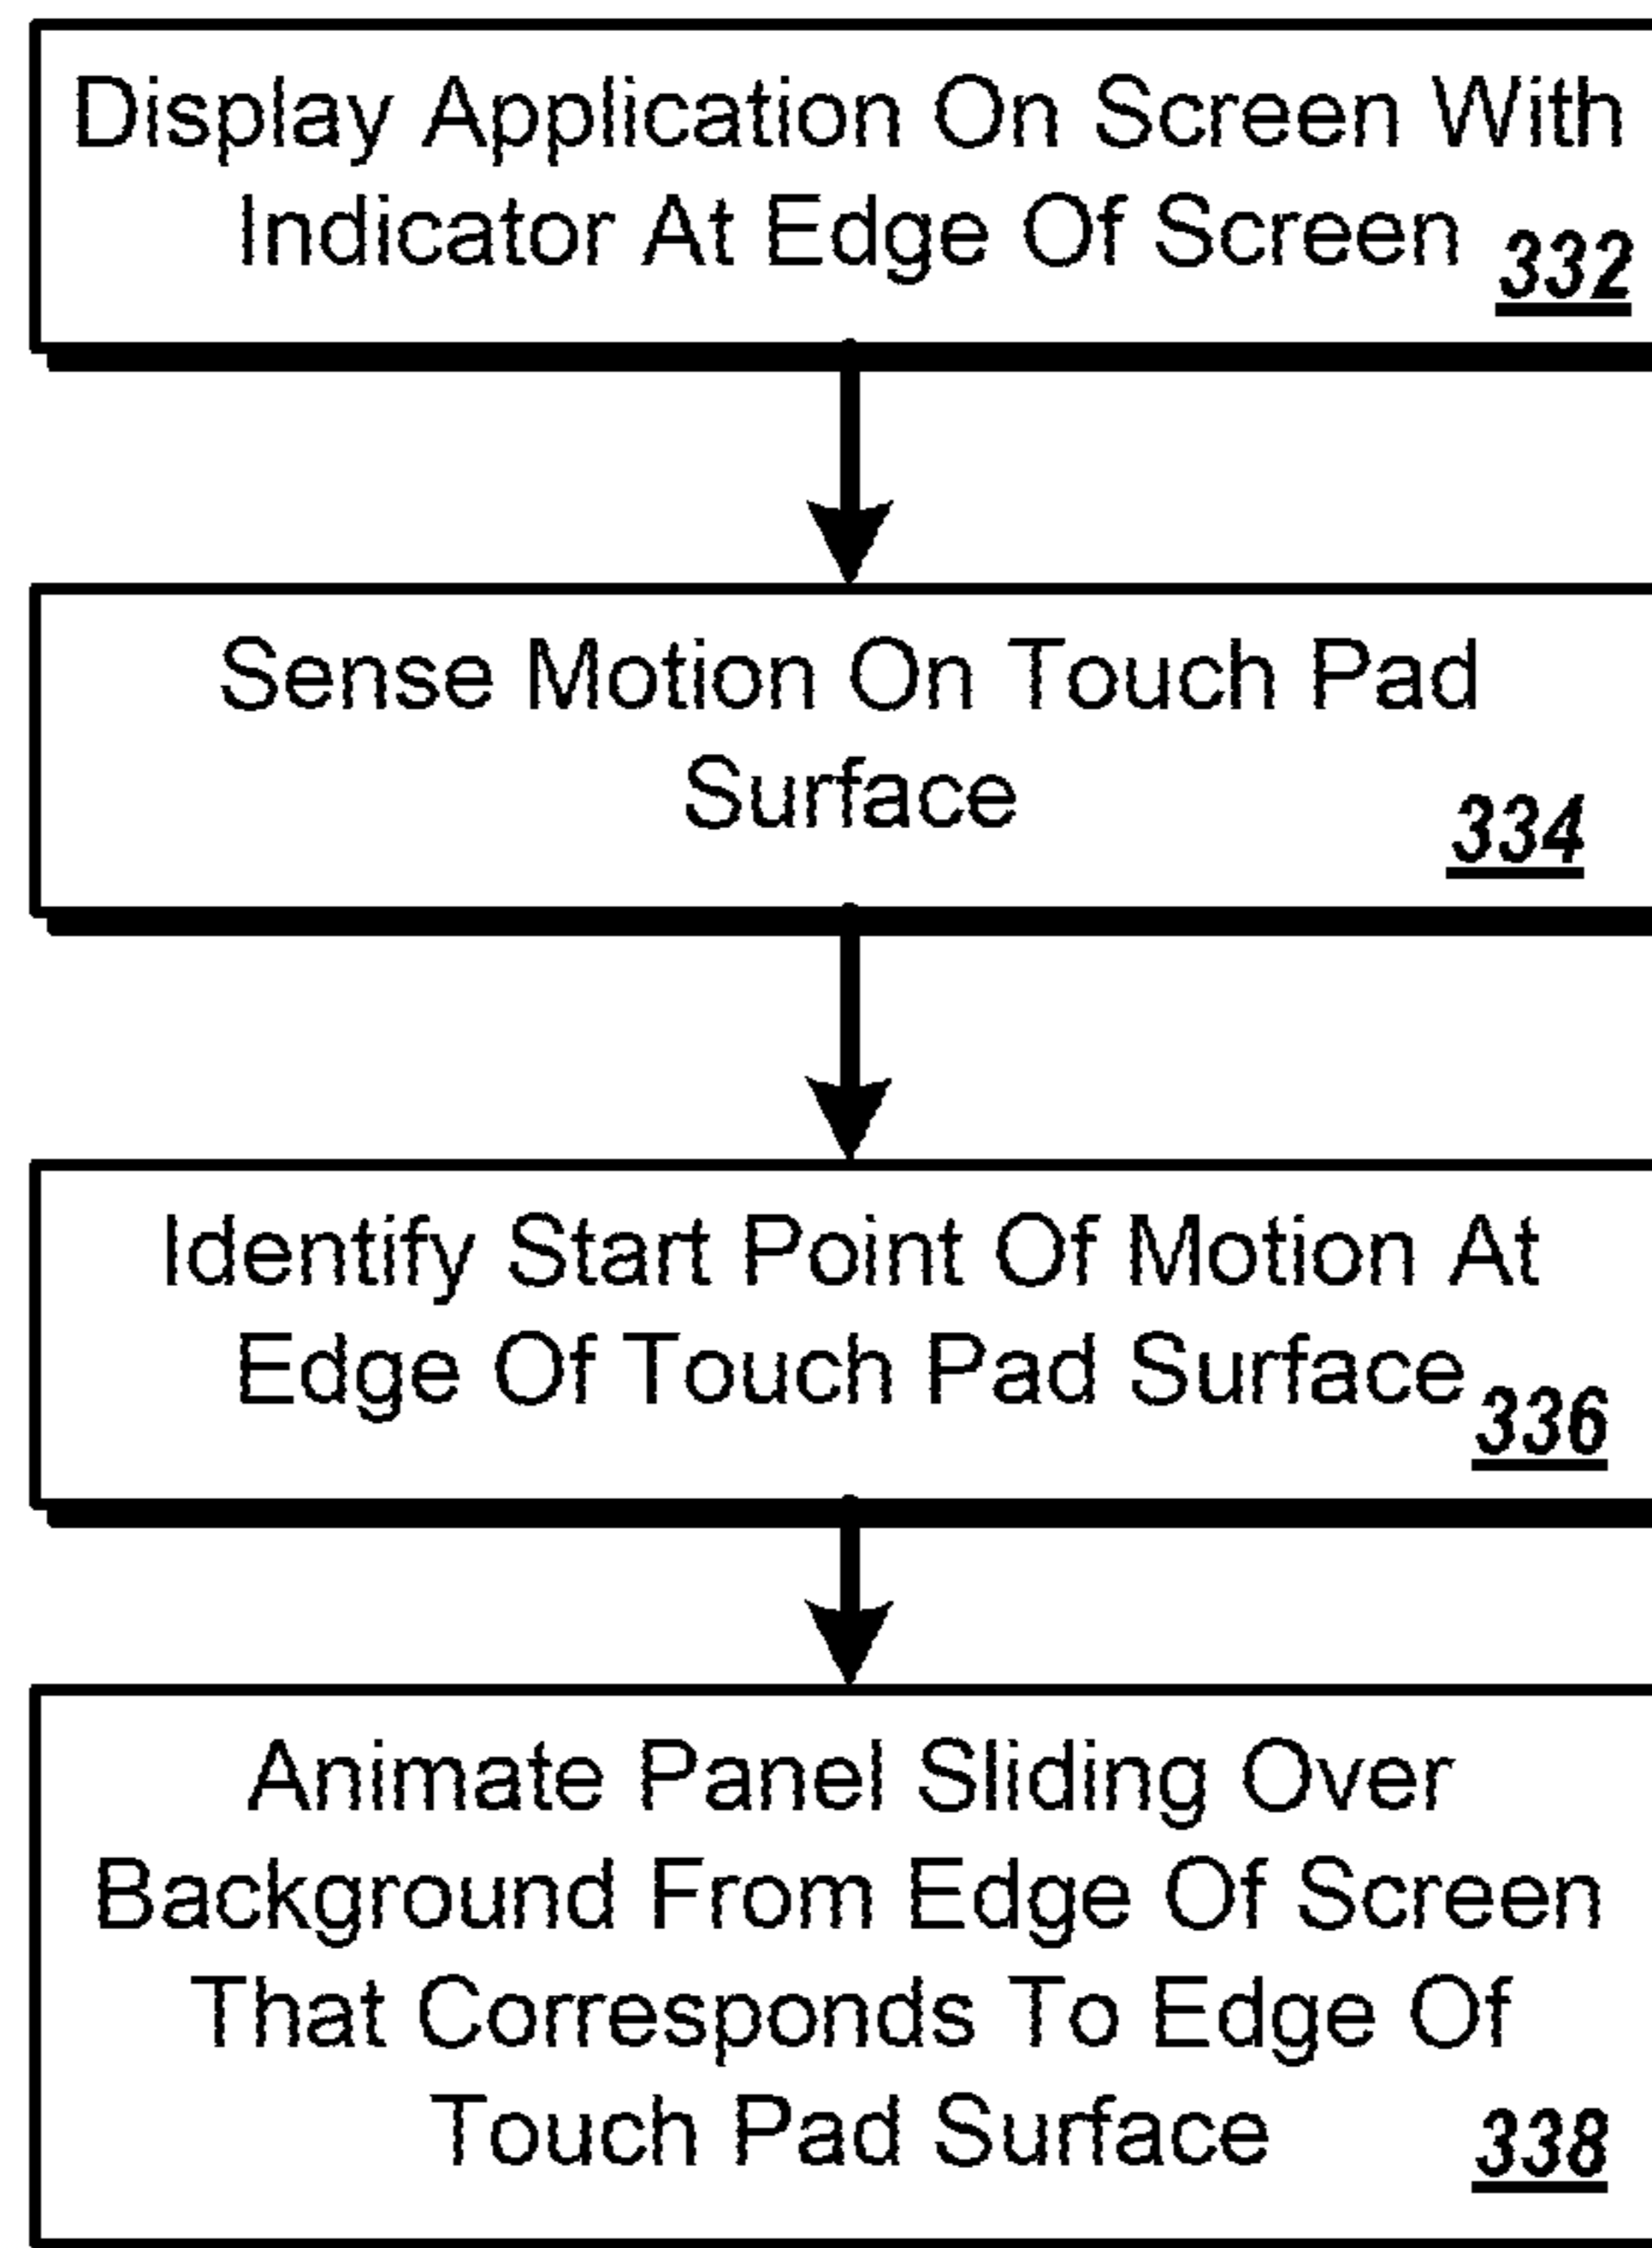 Display Application On Screen With
Indicator At Edge Of Screen 332
Sense Motion On Touch Pad
Surface 334
Identify Start Point Of Motion At
Edge Of Touch Pad Surface 336
Animate Panel Sliding Over
Background From Edge Of Screen
That Corresponds To Edge Of
Touch Pad Surface 338